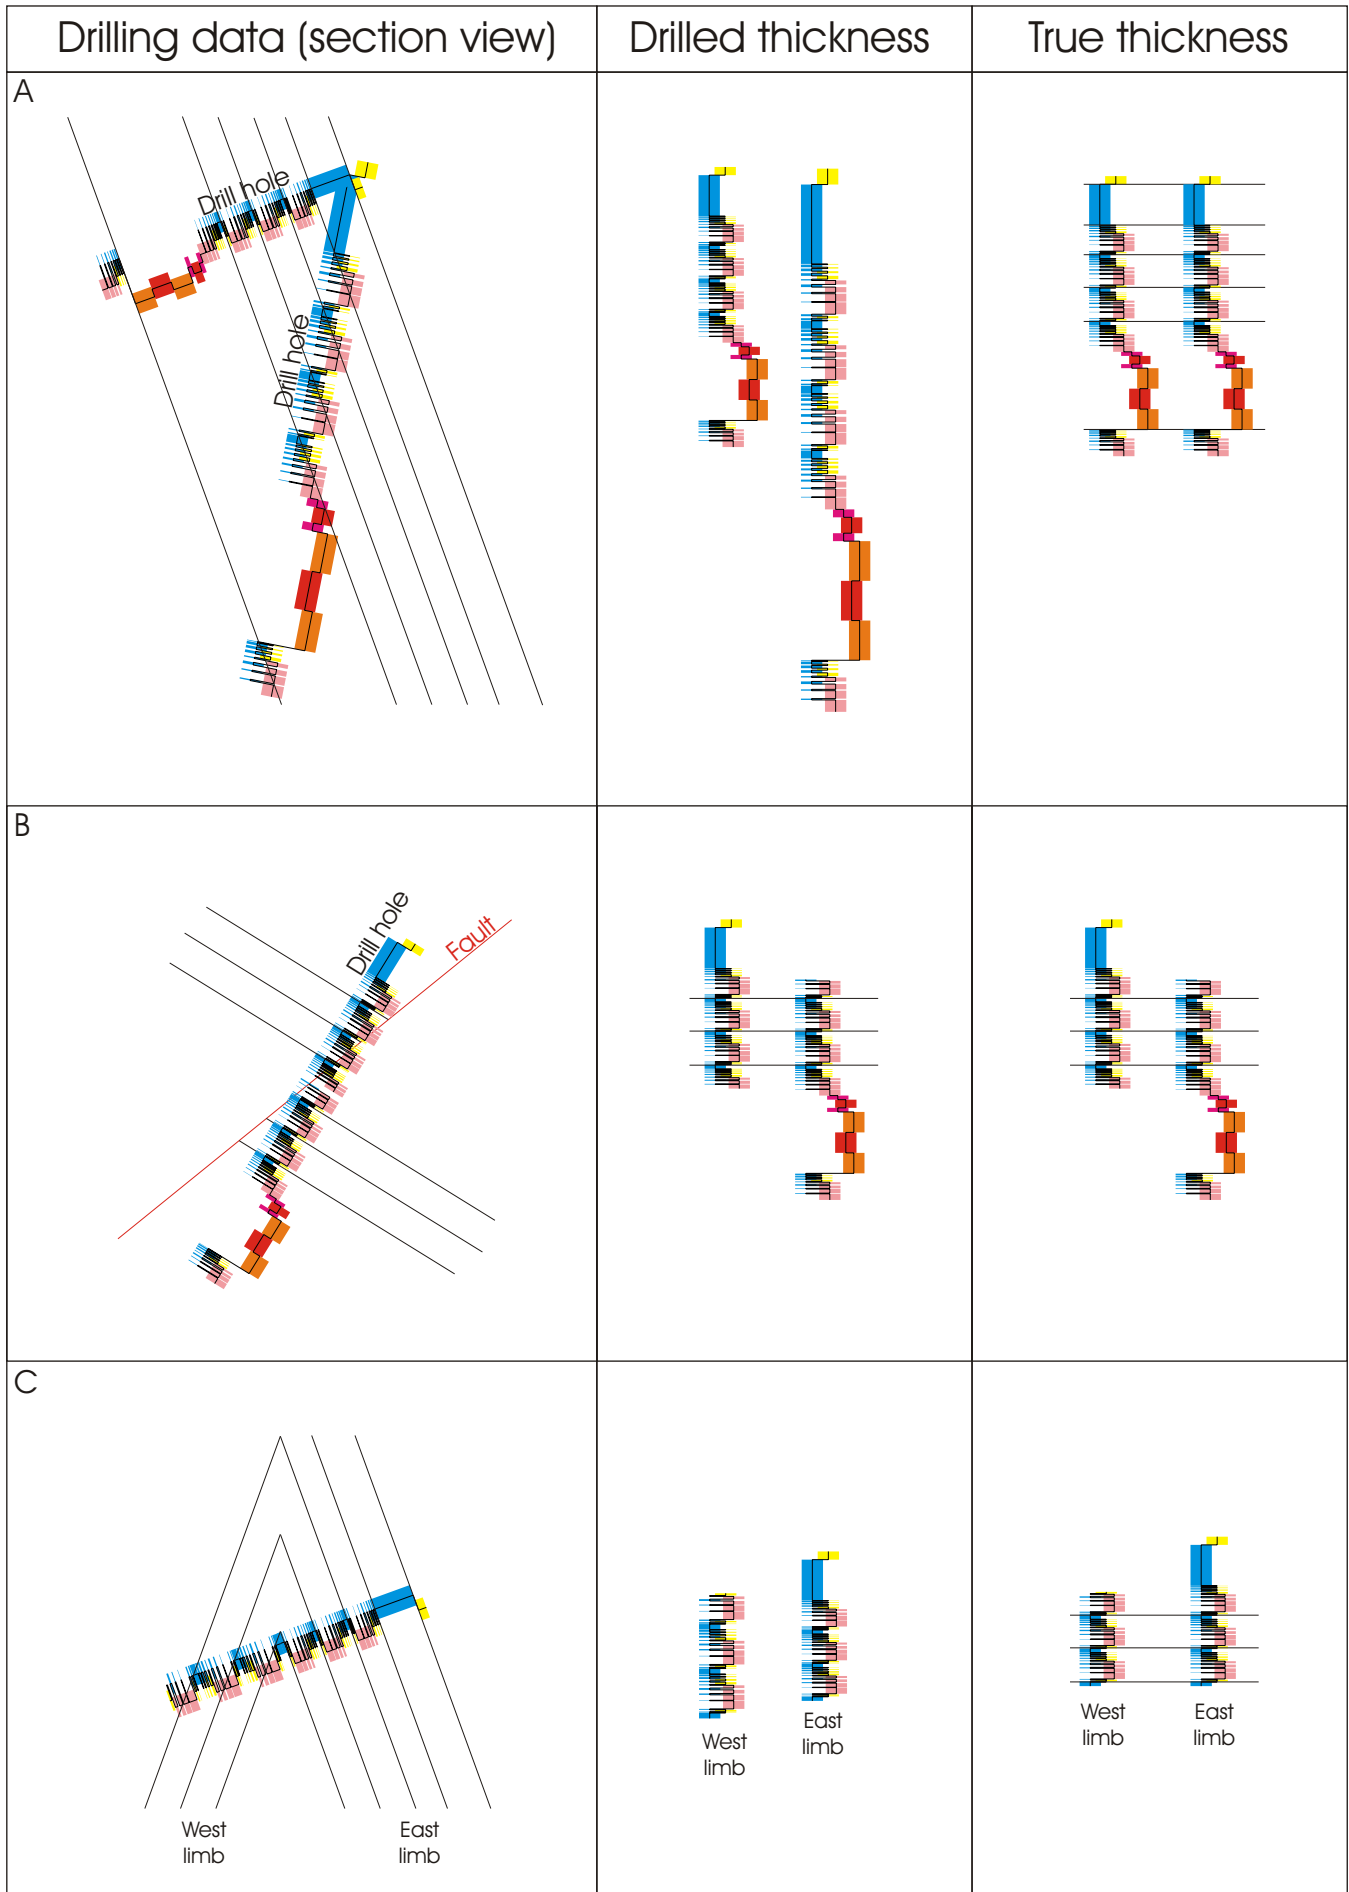 Drilling data (section view)
Drilled thickness
True thickness
A
Drill hole
Drill hole
B
Drill hole
Fault
C
West
limb
East
limb
West
limb
East
limb
West
limb
East
limb